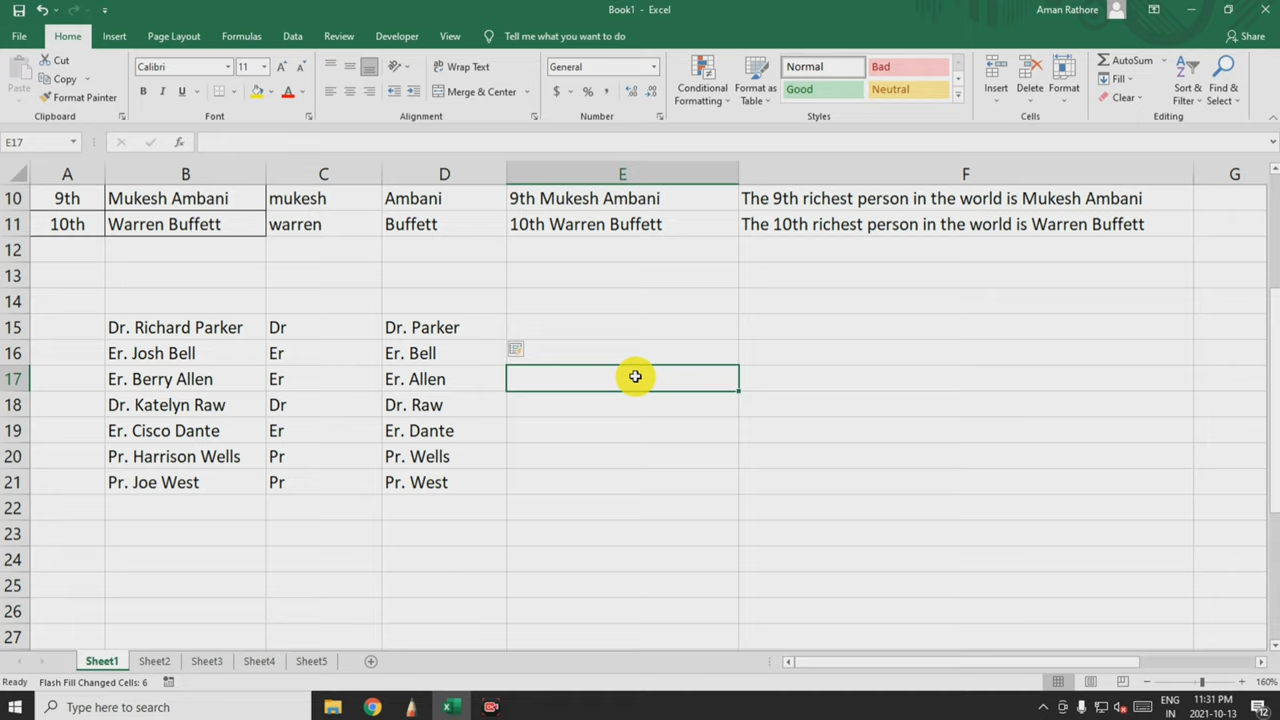 Book1 - Excel
Aman Rathore
File Home Insert Page Layout Formulas Data Review Developer View Tell me what you want to do Share
Paste
Cut
Copy
Format Painter
Clipboard
Calibri 11
B I U
Font
Wrap Text
Merge & Center
Alignment
General
$ % ,
Number
Conditional Formatting
Format as Table
Normal Bad
Good Neutral
Styles
Insert Delete Format
Cells
AutoSum
Fill
Clear
Sort & Filter
Find & Select
Editing
E17 fx
A B C D E F G
10 9th Mukesh Ambani mukesh Ambani 9th Mukesh Ambani The 9th richest person in the world is Mukesh Ambani
11 10th Warren Buffett warren Buffett 10th Warren Buffett The 10th richest person in the world is Warren Buffett
12
13
14
15 Dr. Richard Parker Dr Dr. Parker
16 Er. Josh Bell Er Er. Bell
17 Er. Berry Allen Er Er. Allen
18 Dr. Katelyn Raw Dr Dr. Raw
19 Er. Cisco Dante Er Er. Dante
20 Pr. Harrison Wells Pr Pr. Wells
21 Pr. Joe West Pr Pr. West
22
23
24
25
26
27
Sheet1 Sheet2 Sheet3 Sheet4 Sheet5
Ready Flash Fill Changed Cells: 6 160%
Type here to search
ENG
IN
11:31 PM
2021-10-13
12